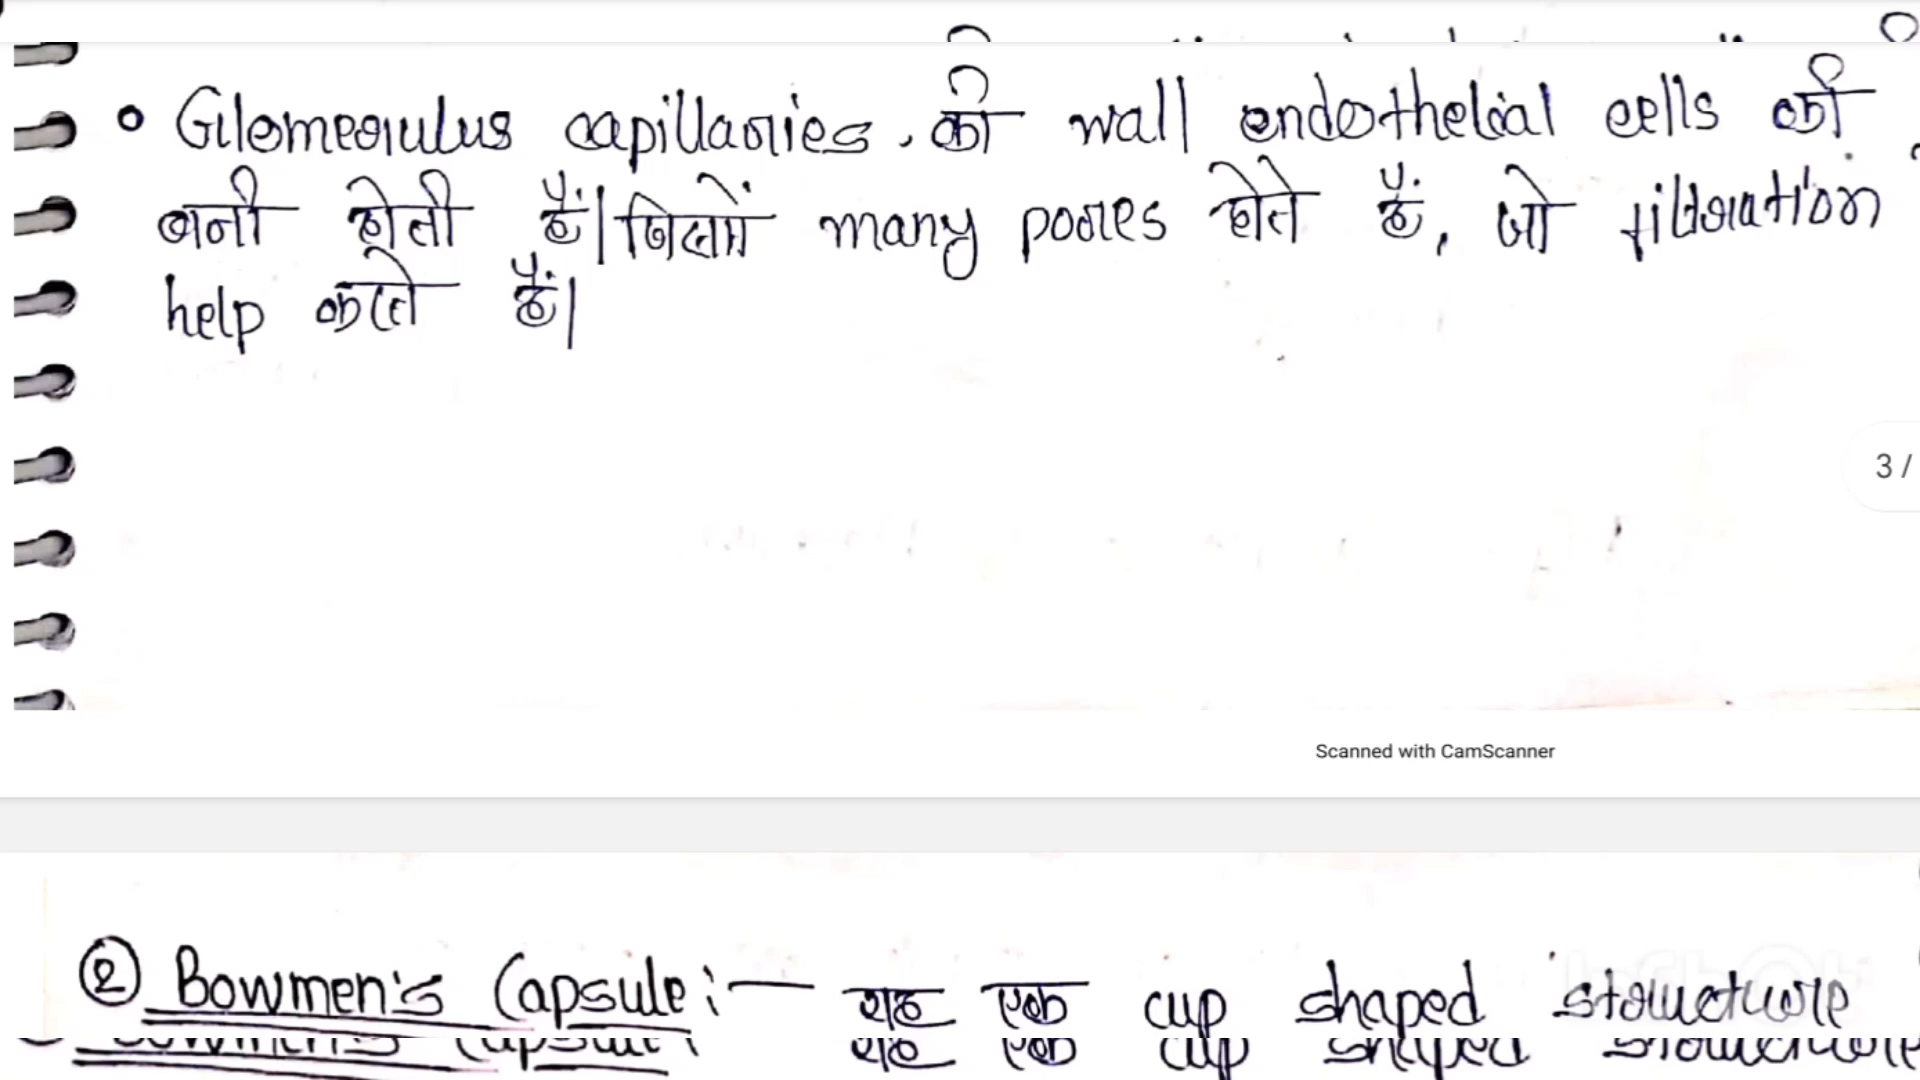 • Glomerulus capillaries की wall endothelial cells की
बनी होती हैं। जिसमें many pores होते हैं, जो filtration
help करते हैं।
3 /
Scanned with CamScanner
② Bowmen's Capsule:— यह एक cup shaped structure